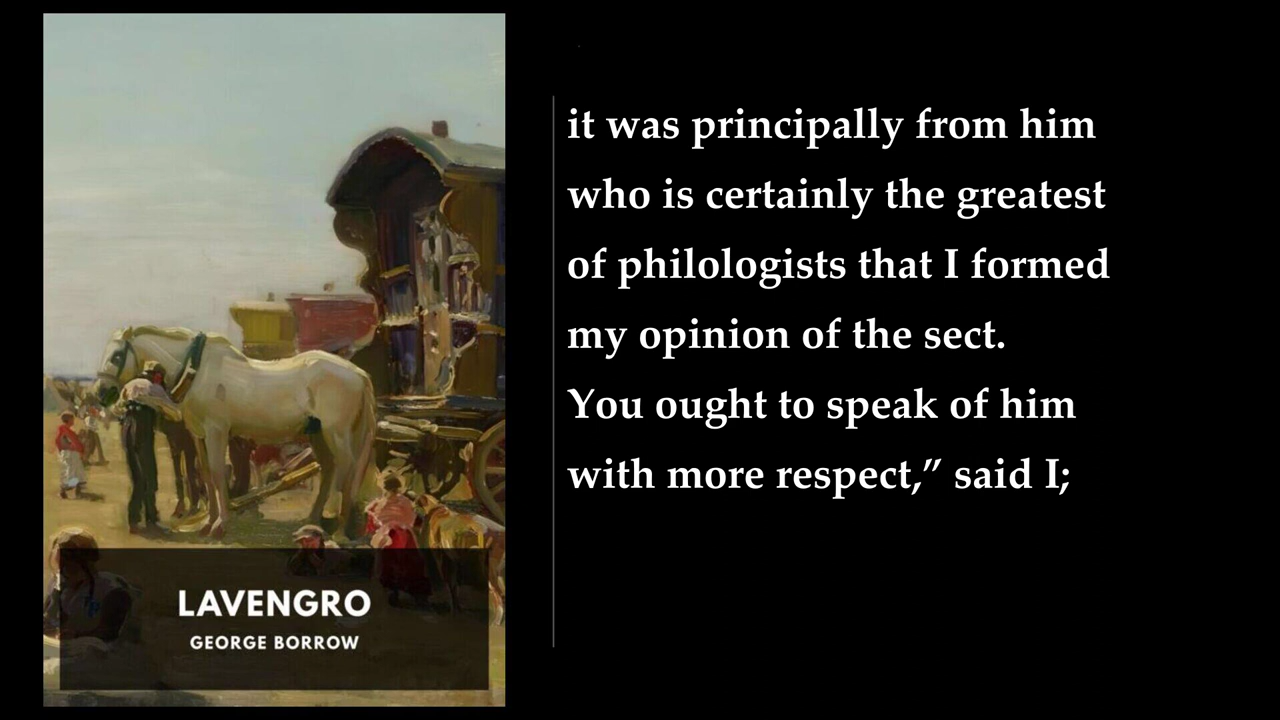 it was principally from him
who is certainly the greatest
of philologists that I formed
my opinion of the sect.
You ought to speak of him
with more respect,” said I;
LAVENGRO
GEORGE BORROW